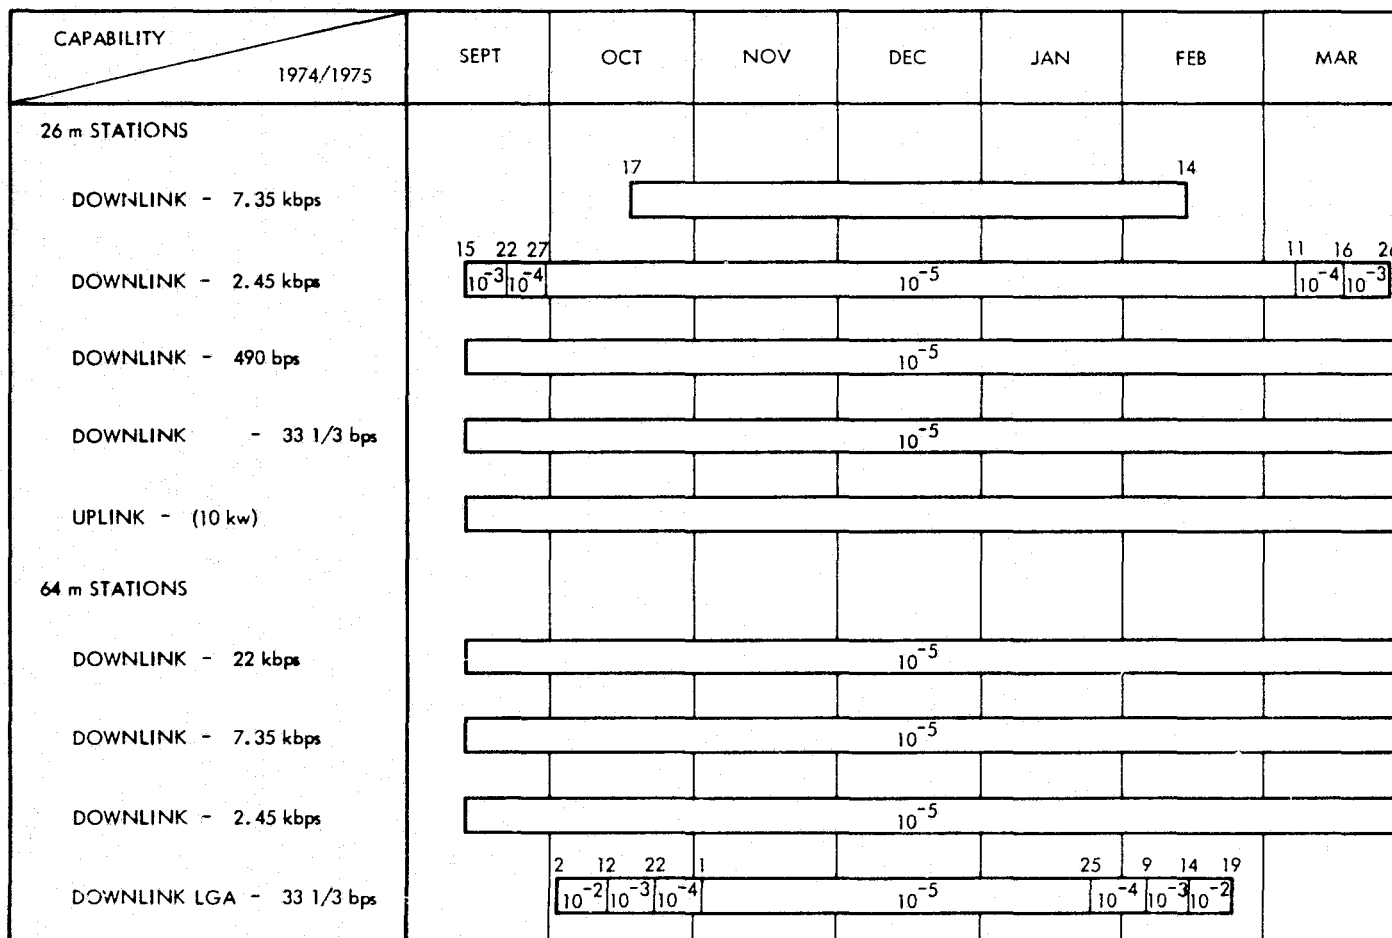 CAPABILITY
1974/1975
SEPT OCT NOV DEC JAN FEB MAR
26 m STATIONS
17 14
DOWNLINK - 7.35 kbps
15 22 27 11 16 26
DOWNLINK - 2.45 kbps 10⁻³ 10⁻⁴ 10⁻⁵ 10⁻⁴ 10⁻³
DOWNLINK - 490 bps 10⁻⁵
DOWNLINK - 33 1/3 bps 10⁻⁵
UPLINK - (10 kw)
64 m STATIONS
DOWNLINK - 22 kbps 10⁻⁵
DOWNLINK - 7.35 kbps 10⁻⁵
DOWNLINK - 2.45 kbps 10⁻⁵
2 12 22 1 25 9 14 19
DOWNLINK LGA - 33 1/3 bps 10⁻² 10⁻³ 10⁻⁴ 10⁻⁵ 10⁻⁴ 10⁻³ 10⁻²